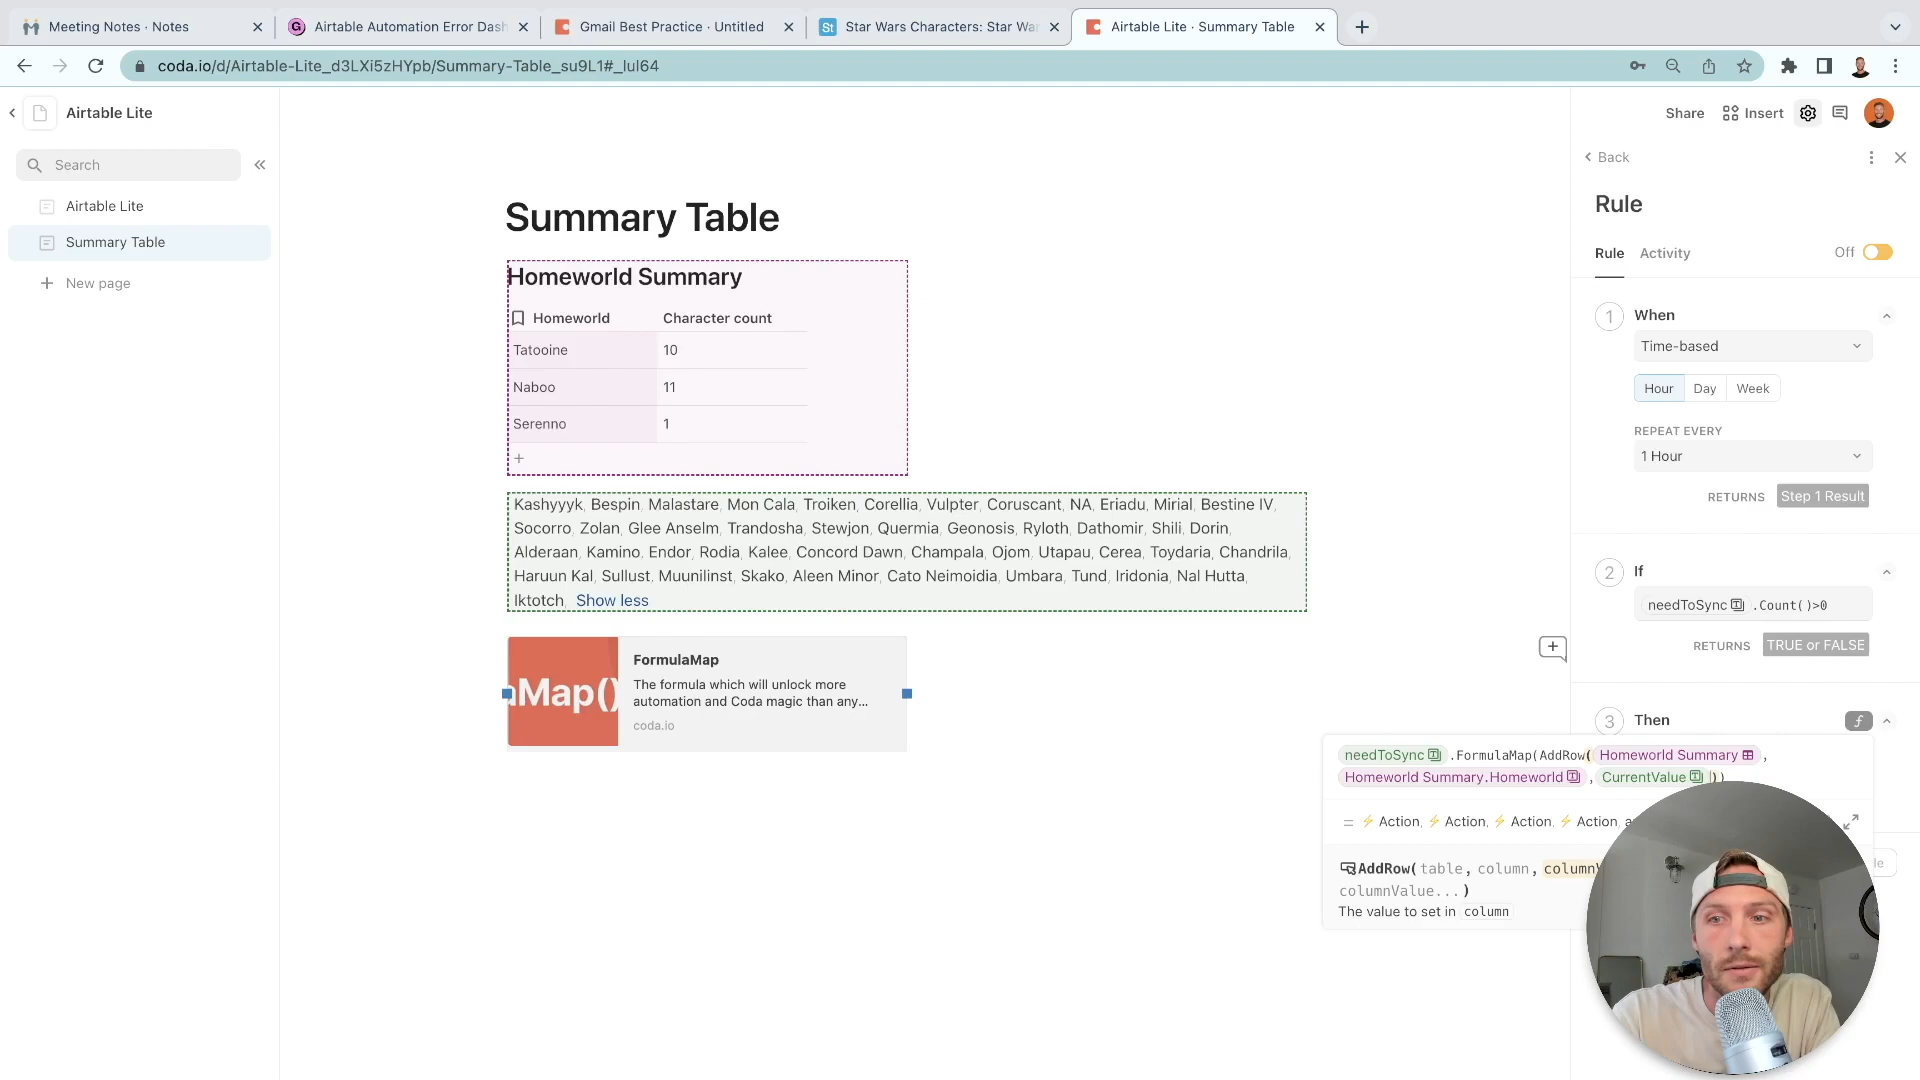 Meeting Notes · Notes
Airtable Automation Error Dash
Gmail Best Practice · Untitled
Star Wars Characters: Star War
Airtable Lite · Summary Table
coda.io/d/Airtable-Lite_d3LXi5zHYpb/Summary-Table_su9L1#_lul64
Airtable Lite
Share
Insert
Search
Airtable Lite
Summary Table
New page
Summary Table
Homeworld Summary
Homeworld Character count
Tatooine 10
Naboo 11
Serenno 1
Kashyyyk, Bespin, Malastare, Mon Cala, Troiken, Corellia, Vulpter, Coruscant, NA, Eriadu, Mirial, Bestine IV,
Socorro, Zolan, Glee Anselm, Trandosha, Stewjon, Quermia, Geonosis, Ryloth, Dathomir, Shili, Dorin,
Alderaan, Kamino, Endor, Rodia, Kalee, Concord Dawn, Champala, Ojom, Utapau, Cerea, Toydaria, Chandrila,
Haruun Kal, Sullust, Muunilinst, Skako, Aleen Minor, Cato Neimoidia, Umbara, Tund, Iridonia, Nal Hutta,
Iktotch, Show less
aMap()
FormulaMap
The formula which will unlock more
automation and Coda magic than any...
coda.io
Back
Rule
Rule Activity Off
1 When
Time-based
Hour Day Week
REPEAT EVERY
1 Hour
RETURNS Step 1 Result
2 If
needToSync .Count()>0
RETURNS TRUE or FALSE
3 Then
needToSync .FormulaMap(AddRow( Homeworld Summary ,
Homeworld Summary.Homeworld , CurrentValue ))
= Action, Action, Action, Action,
AddRow( table, column,
columnValue... )
The value to set in column